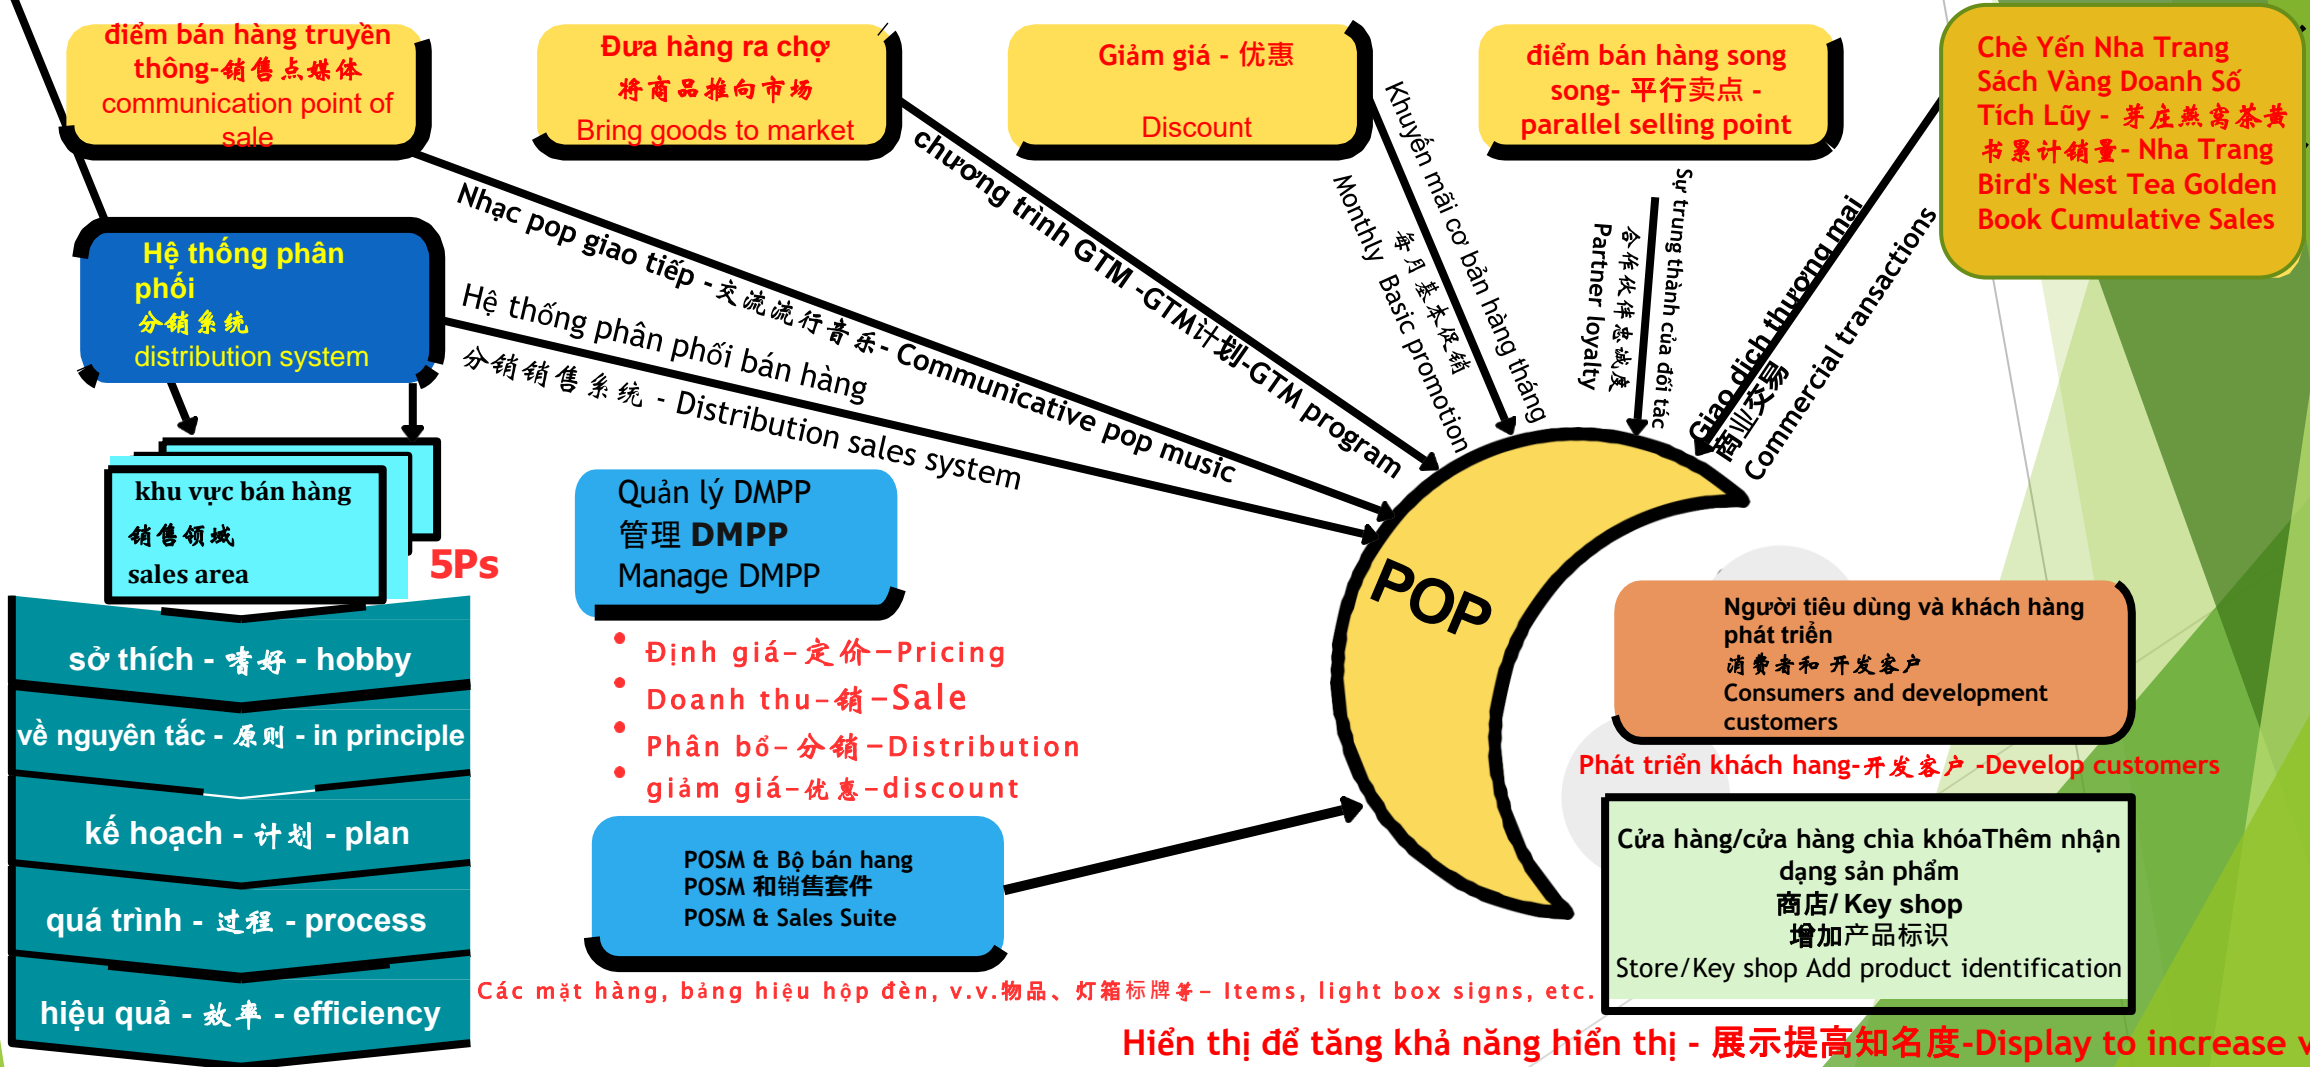 điểm bán hàng truyền
thông-销售点媒体
communication point of
sale
Đưa hàng ra chợ
将商品推向市场
Bring goods to market
Giảm giá - 优惠
Discount
điểm bán hàng song
song- 平行卖点 -
parallel selling point
Chè Yến Nha Trang
Sách Vàng Doanh Số
Tích Lũy - 芽庄燕窝茶黄
书累计销量- Nha Trang
Bird's Nest Tea Golden
Book Cumulative Sales
Hệ thống phân
phối
分销系统
distribution system
Nhạc pop giao tiếp -交流流行音乐- Communicative pop music
Hệ thống phân phối bán hàng
分销销售系统 - Distribution sales system
chương trình GTM -GTM计划-GTM program
Khuyến mãi cơ bản hàng tháng
每月基本促销
Monthly Basic promotion
Sự trung thành của đối tác
合作伙伴忠诚度
Partner loyalty
Giao dịch thương mại
商业交易
Commercial transactions
khu vực bán hàng
销售领域
sales area
5Ps
sở thích - 嗜好 - hobby
về nguyên tắc - 原则 - in principle
kế hoạch - 计划 - plan
quá trình - 过程 - process
hiệu quả - 效率 - efficiency
Quản lý DMPP
管理 DMPP
Manage DMPP
• Định giá-定价-Pricing
• Doanh thu-销-Sale
• Phân bổ-分销-Distribution
• giảm giá-优惠-discount
POSM & Bộ bán hang
POSM 和销售套件
POSM & Sales Suite
POP
Người tiêu dùng và khách hàng
phát triển
消费者和 开发客户
Consumers and development
customers
Phát triển khách hang-开发客户 -Develop customers
Cửa hàng/cửa hàng chìa khóaThêm nhận
dạng sản phẩm
商店/ Key shop
增加产品标识
Store/Key shop Add product identification
Các mặt hàng, bảng hiệu hộp đèn, v.v.物品、灯箱标牌等- Items, light box signs, etc.
Hiển thị để tăng khả năng hiển thị - 展示提高知名度-Display to increase v